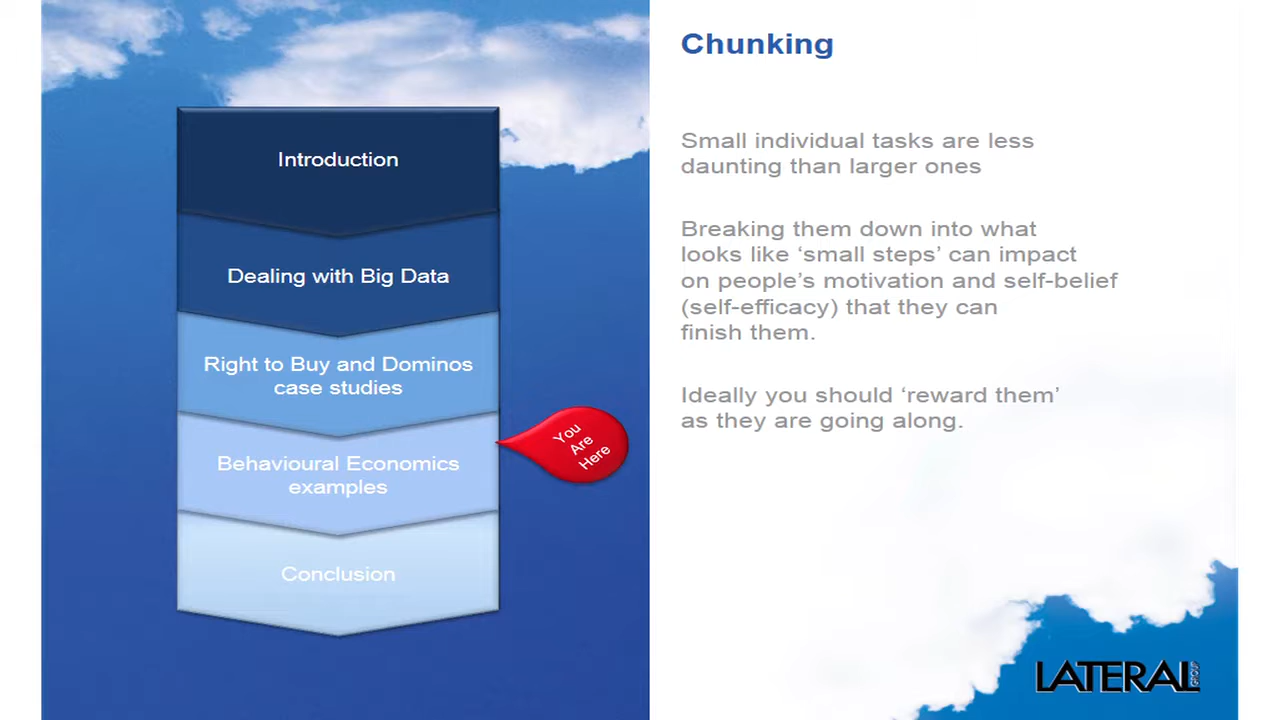 Chunking
Introduction
Dealing with Big Data
Right to Buy and Dominos
case studies
Behavioural Economics
examples
Conclusion
You
Are
Here
Small individual tasks are less
daunting than larger ones
Breaking them down into what
looks like ‘small steps’ can impact
on people’s motivation and self-belief
(self-efficacy) that they can
finish them.
Ideally you should ‘reward them’
as they are going along.
LATERAL
GROUP